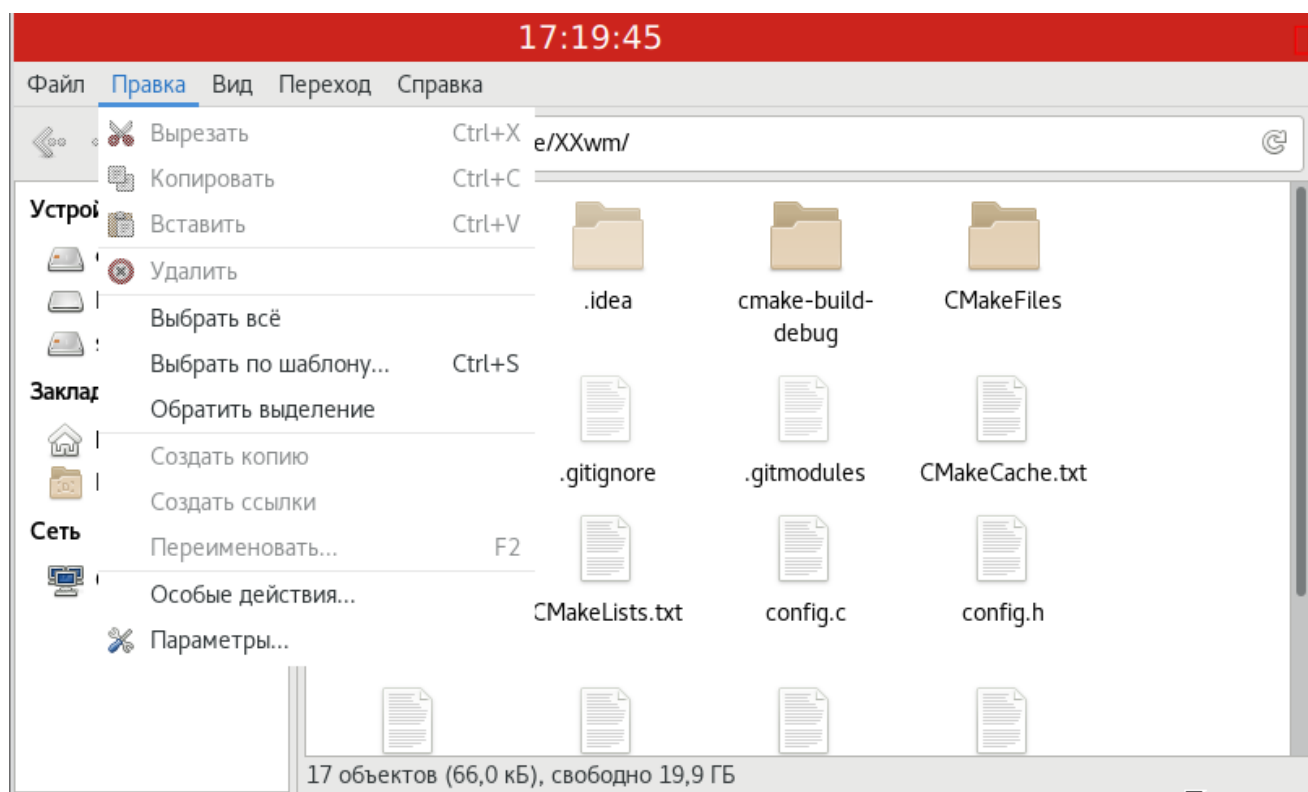 17:19:45
Файл Правка Вид Переход Справка
Вырезать Ctrl+X
e/XXwm/
Копировать Ctrl+C
Вставить Ctrl+V
Удалить
Выбрать всё
Выбрать по шаблону... Ctrl+S
Обратить выделение
Создать копию
Создать ссылки
Переименовать... F2
Особые действия...
Параметры...
Устрой
Заклад
Сеть
.idea
cmake-build-
debug
CMakeFiles
.gitignore
.gitmodules
CMakeCache.txt
CMakeLists.txt
config.c
config.h
17 объектов (66,0 кБ), свободно 19,9 ГБ